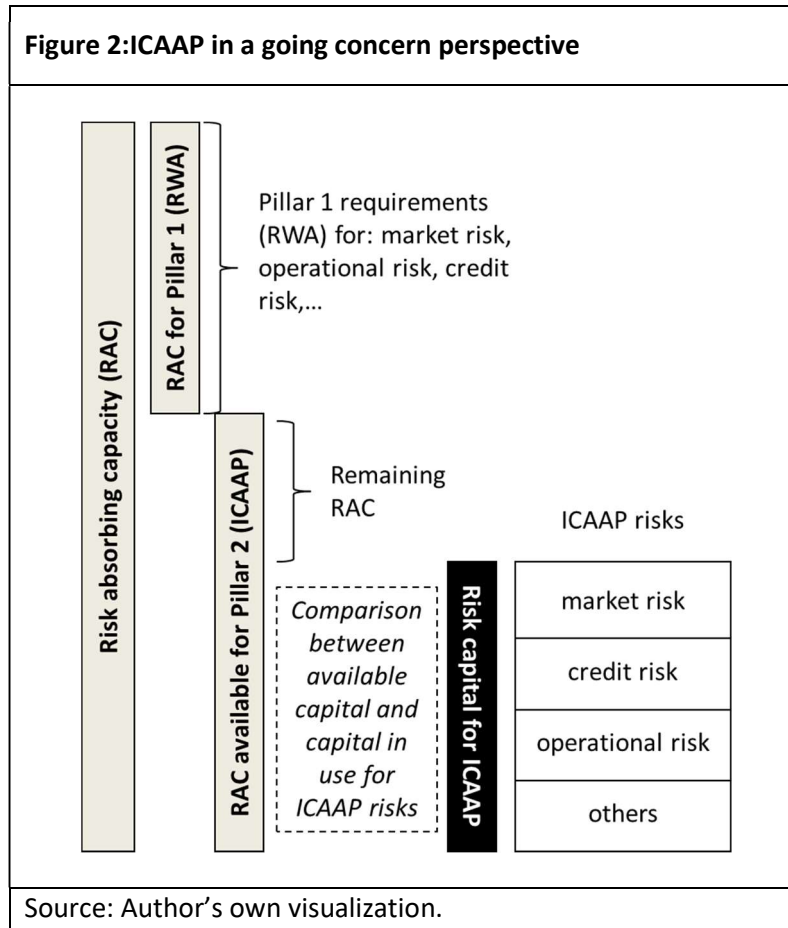 Figure 2:ICAAP in a going concern perspective
Risk absorbing capacity (RAC)
RAC for Pillar 1 (RWA)
Pillar 1 requirements
(RWA) for: market risk,
operational risk, credit
risk,...
RAC available for Pillar 2 (ICAAP)
Remaining
RAC
Comparison
between
available
capital and
capital in
use for
ICAAP risks
Risk capital for ICAAP
ICAAP risks
market risk
credit risk
operational risk
others
Source: Author’s own visualization.